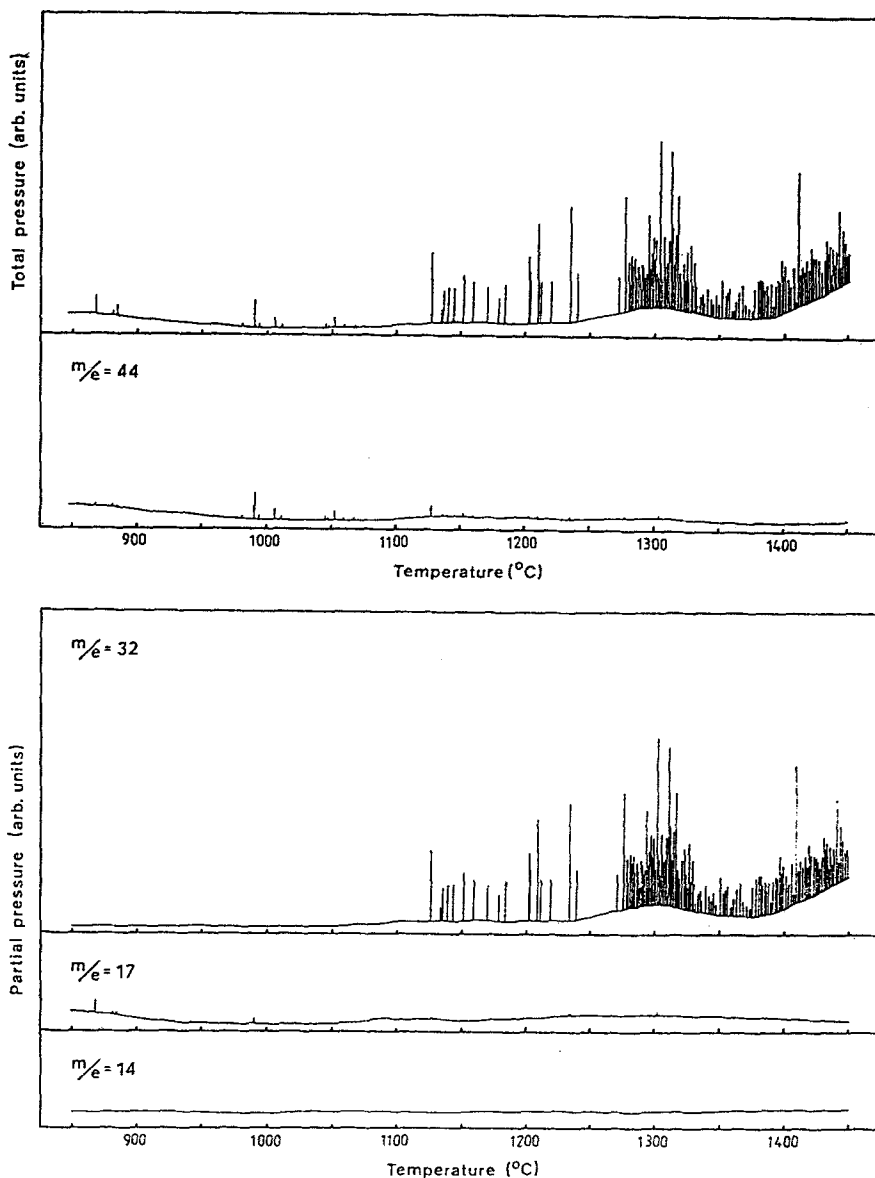 Total pressure (arb. units)
m/e = 44
900 1000 1100 1200 1300 1400
Temperature (°C)
Partial pressure (arb. units)
m/e = 32
m/e = 17
m/e = 14
900 1000 1100 1200 1300 1400
Temperature (°C)